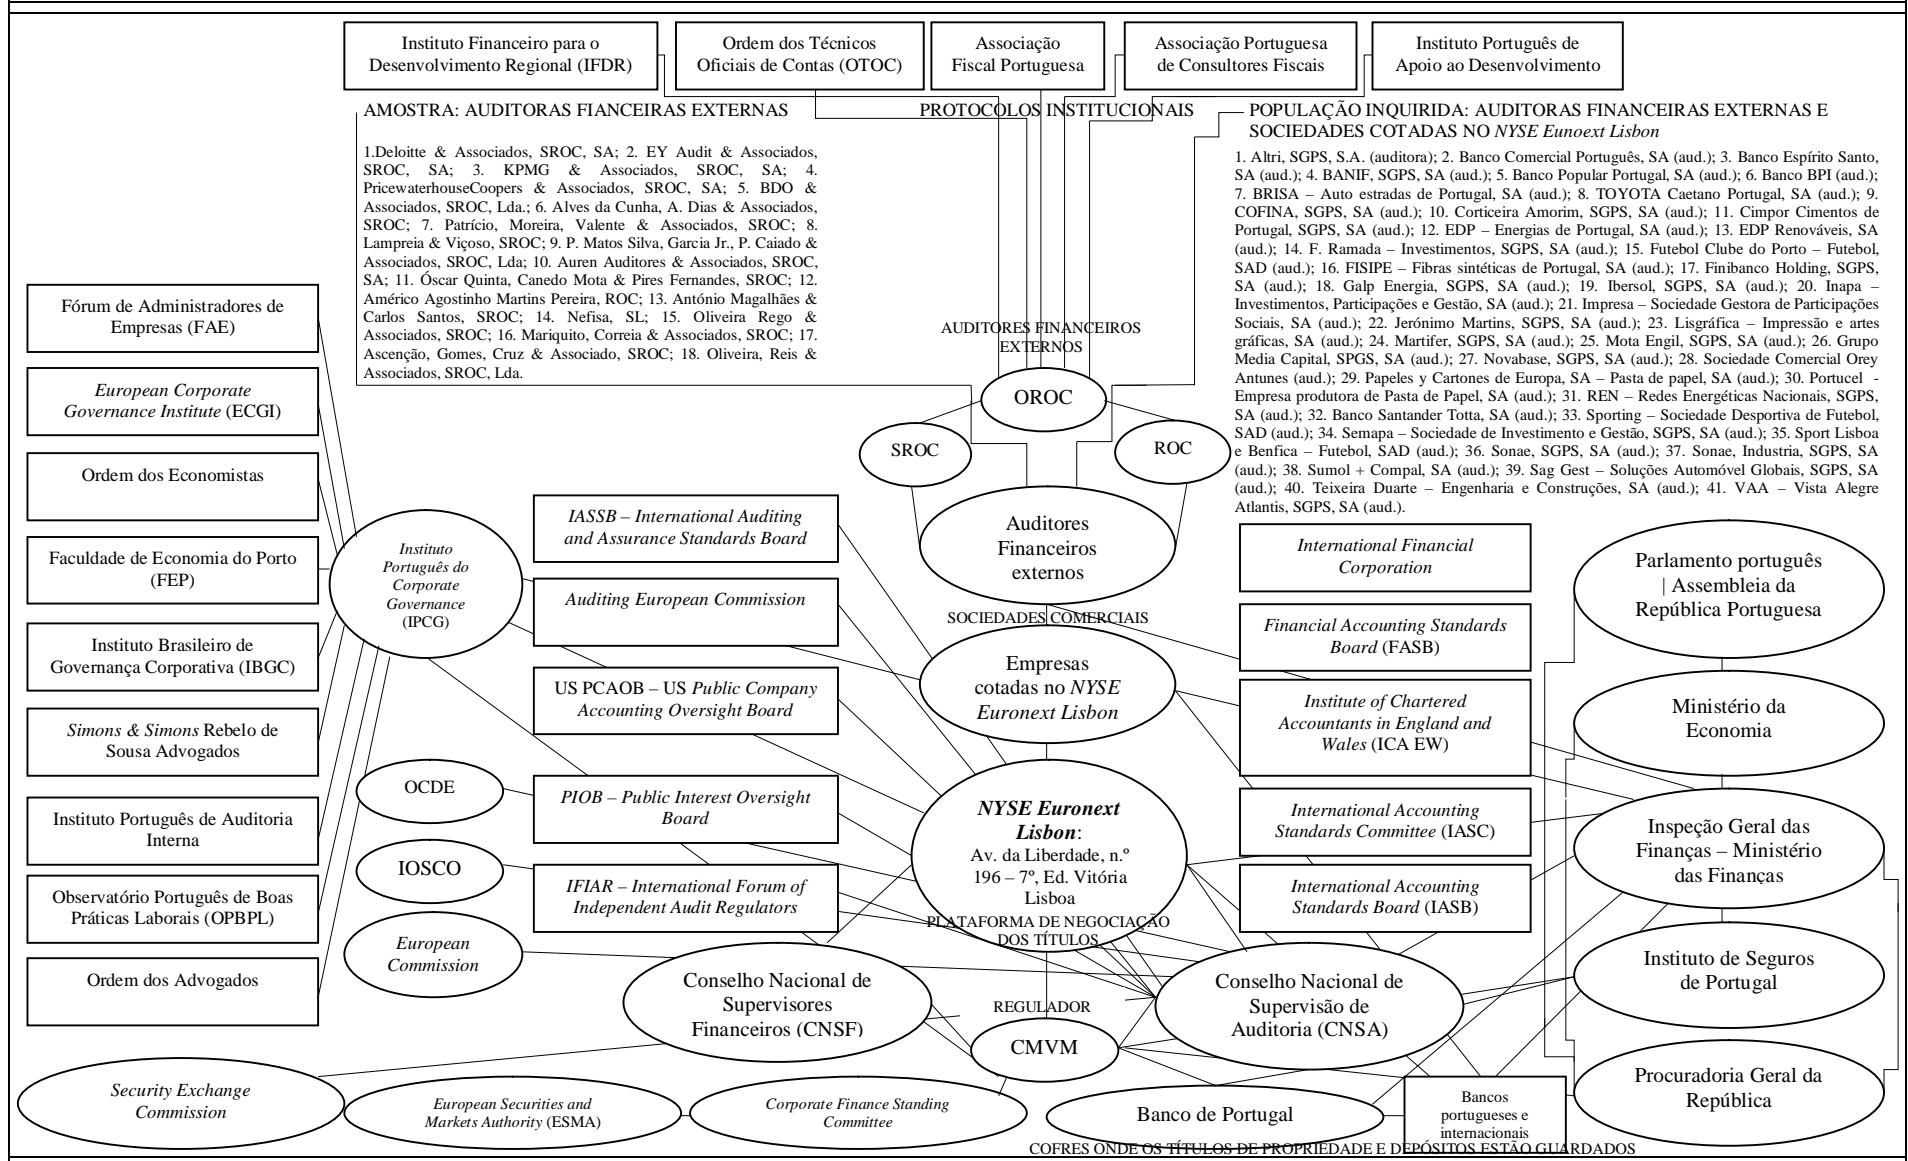 Instituto Financeiro para o
Desenvolvimento Regional (IFDR)
Ordem dos Técnicos
Oficiais de Contas (OTOC)
Associação
Fiscal Portuguesa
Associação Portuguesa
de Consultores Fiscais
Instituto Português de
Apoio ao Desenvolvimento
AMOSTRA: AUDITORAS FIANCEIRAS EXTERNAS
PROTOCOLOS INSTITUCIONAIS
POPULAÇÃO INQUIRIDA: AUDITORAS FINANCEIRAS EXTERNAS E
SOCIEDADES COTADAS NO NYSE Eunoext Lisbon
1.Deloitte & Associados, SROC, SA; 2. EY Audit & Associados,
SROC, SA; 3. KPMG & Associados, SROC, SA; 4.
PricewaterhouseCoopers & Associados, SROC, SA; 5. BDO &
Associados, SROC, Lda.; 6. Alves da Cunha, A. Dias & Associados,
SROC; 7. Patrício, Moreira, Valente & Associados, SROC; 8.
Lampreia & Viçoso, SROC; 9. P. Matos Silva, Garcia Jr., P. Caiado &
Associados, SROC, Lda; 10. Auren Auditores & Associados, SROC,
SA; 11. Óscar Quinta, Canedo Mota & Pires Fernandes, SROC; 12.
Américo Agostinho Martins Pereira, ROC; 13. António Magalhães &
Carlos Santos, SROC; 14. Nefisa, SL; 15. Oliveira Rego &
Associados, SROC; 16. Mariquito, Correia & Associados, SROC; 17.
Ascenção, Gomes, Cruz & Associado, SROC; 18. Oliveira, Reis &
Associados, SROC, Lda.
1. Altri, SGPS, S.A. (auditora); 2. Banco Comercial Português, SA (aud.); 3. Banco Espírito Santo,
SA (aud.); 4. BANIF, SGPS, SA (aud.); 5. Banco Popular Portugal, SA (aud.); 6. Banco BPI (aud.);
7. BRISA – Auto estradas de Portugal, SA (aud.); 8. TOYOTA Caetano Portugal, SA (aud.); 9.
COFINA, SGPS, SA (aud.); 10. Corticeira Amorim, SGPS, SA (aud.); 11. Cimpor Cimentos de
Portugal, SGPS, SA (aud.); 12. EDP – Energias de Portugal, SA (aud.); 13. EDP Renováveis, SA
(aud.); 14. F. Ramada – Investimentos, SGPS, SA (aud.); 15. Futebol Clube do Porto – Futebol,
SAD (aud.); 16. FISIPE – Fibras sintéticas de Portugal, SA (aud.); 17. Finibanco Holding, SGPS,
SA (aud.); 18. Galp Energia, SGPS, SA (aud.); 19. Ibersol, SGPS, SA (aud.); 20. Inapa –
Investimentos, Participações e Gestão, SA (aud.); 21. Impresa – Sociedade Gestora de Participações
Sociais, SA (aud.); 22. Jerónimo Martins, SGPS, SA (aud.); 23. Lisgráfica – Impressão e artes
gráficas, SA (aud.); 24. Martifer, SGPS, SA (aud.); 25. Mota Engil, SGPS, SA (aud.); 26. Grupo
Media Capital, SPGS, SA (aud.); 27. Novabase, SGPS, SA (aud.); 28. Sociedade Comercial Orey
Antunes (aud.); 29. Papeles y Cartones de Europa, SA – Pasta de papel, SA (aud.); 30. Portucel -
Empresa produtora de Pasta de Papel, SA (aud.); 31. REN – Redes Energéticas Nacionais, SGPS,
SA (aud.); 32. Banco Santander Totta, SA (aud.); 33. Sporting – Sociedade Desportiva de Futebol,
SAD (aud.); 34. Semapa – Sociedade de Investimento e Gestão, SGPS, SA (aud.); 35. Sport Lisboa
e Benfica – Futebol, SAD (aud.); 36. Sonae, SGPS, SA (aud.); 37. Sonae, Industria, SGPS, SA
(aud.); 38. Sumol + Compal, SA (aud.); 39. Sag Gest – Soluções Automóvel Globais, SGPS, SA
(aud.); 40. Teixeira Duarte – Engenharia e Construções, SA (aud.); 41. VAA – Vista Alegre
Atlantis, SGPS, SA (aud.).
AUDITORES FINANCEIROS
EXTERNOS
OROC
SROC
ROC
Auditores
Financeiros
externos
Fórum de Administradores de
Empresas (FAE)
European Corporate
Governance Institute (ECGI)
Ordem dos Economistas
Faculdade de Economia do Porto
(FEP)
Instituto Brasileiro de
Governança Corporativa (IBGC)
Simons & Simons Rebelo de
Sousa Advogados
Instituto Português de Auditoria
Interna
Observatório Português de Boas
Práticas Laborais (OPBPL)
Ordem dos Advogados
Instituto
Português do
Corporate
Governance
(IPCG)
IASSB – International Auditing
and Assurance Standards Board
Auditing European Commission
US PCAOB – US Public Company
Accounting Oversight Board
PIOB – Public Interest Oversight
Board
IFIAR – International Forum of
Independent Audit Regulators
OCDE
IOSCO
European
Commission
SOCIEDADES COMERCIAIS
Empresas
cotadas no NYSE
Euronext Lisbon
NYSE Euronext
Lisbon:
Av. da Liberdade, n.º
196 – 7º, Ed. Vitória
Lisboa
PLATAFORMA DE NEGOCIAÇÃO
DOS TÍTULOS
International Financial
Corporation
Financial Accounting Standards
Board (FASB)
Institute of Chartered
Accountants in England and
Wales (ICA EW)
International Accounting
Standards Committee (IASC)
International Accounting
Standards Board (IASB)
Parlamento português
| Assembleia da
República Portuguesa
Ministério da
Economia
Inspeção Geral das
Finanças – Ministério
das Finanças
Instituto de Seguros
de Portugal
Procuradoria Geral da
República
Conselho Nacional de
Supervisores
Financeiros (CNSF)
Conselho Nacional de
Supervisão de
Auditoria (CNSA)
REGULADOR
CMVM
Security Exchange
Commission
European Securities and
Markets Authority (ESMA)
Corporate Finance Standing
Committee
Banco de Portugal
Bancos
portugueses e
internacionais
COFRES ONDE OS TÍTULOS DE PROPRIEDADE E DEPÓSITOS ESTÃO GUARDADOS